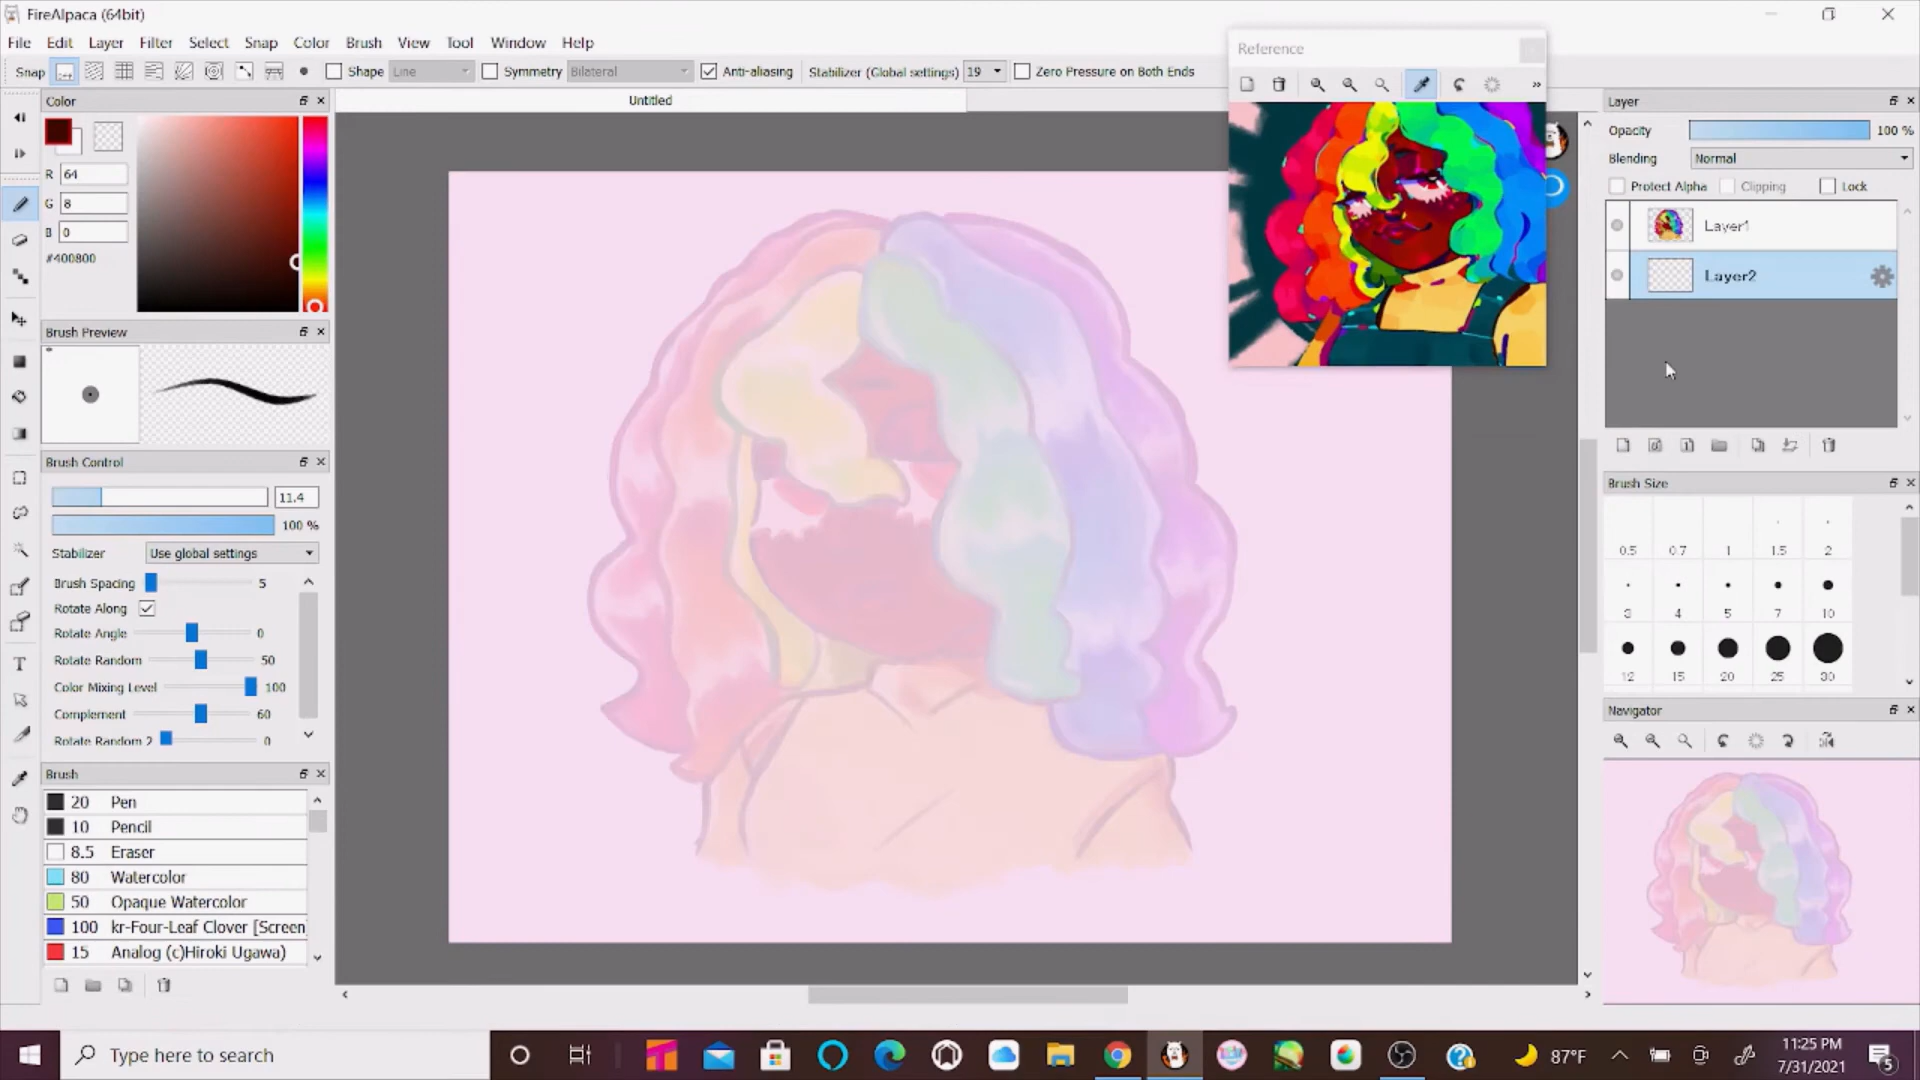 FireAlpaca (64bit)
File Edit Layer Filter Select Snap Color Brush View Tool Window Help
Snap Shape Line Symmetry Bilateral Anti-aliasing Stabilizer (Global settings) 19 Zero Pressure on Both Ends
Untitled
Color
R 64
G 8
B 0
#400800
Brush Preview
Brush Control
11.4
100 %
Stabilizer Use global settings
Brush Spacing 5
Rotate Along
Rotate Angle 0
Rotate Random 50
Color Mixing Level 100
Complement 60
Rotate Random 2 0
Brush
20 Pen
10 Pencil
8.5 Eraser
80 Watercolor
50 Opaque Watercolor
100 kr-Four-Leaf Clover [Screen
15 Analog (c)Hiroki Ugawa)
Reference
Layer
Opacity 100 %
Blending Normal
Protect Alpha Clipping Lock
Layer1
Layer2
Brush Size
0.5 0.7 1 1.5 2
3 4 5 7 10
12 15 20 25 30
Navigator
Type here to search
87°F
11:25 PM
7/31/2021
5